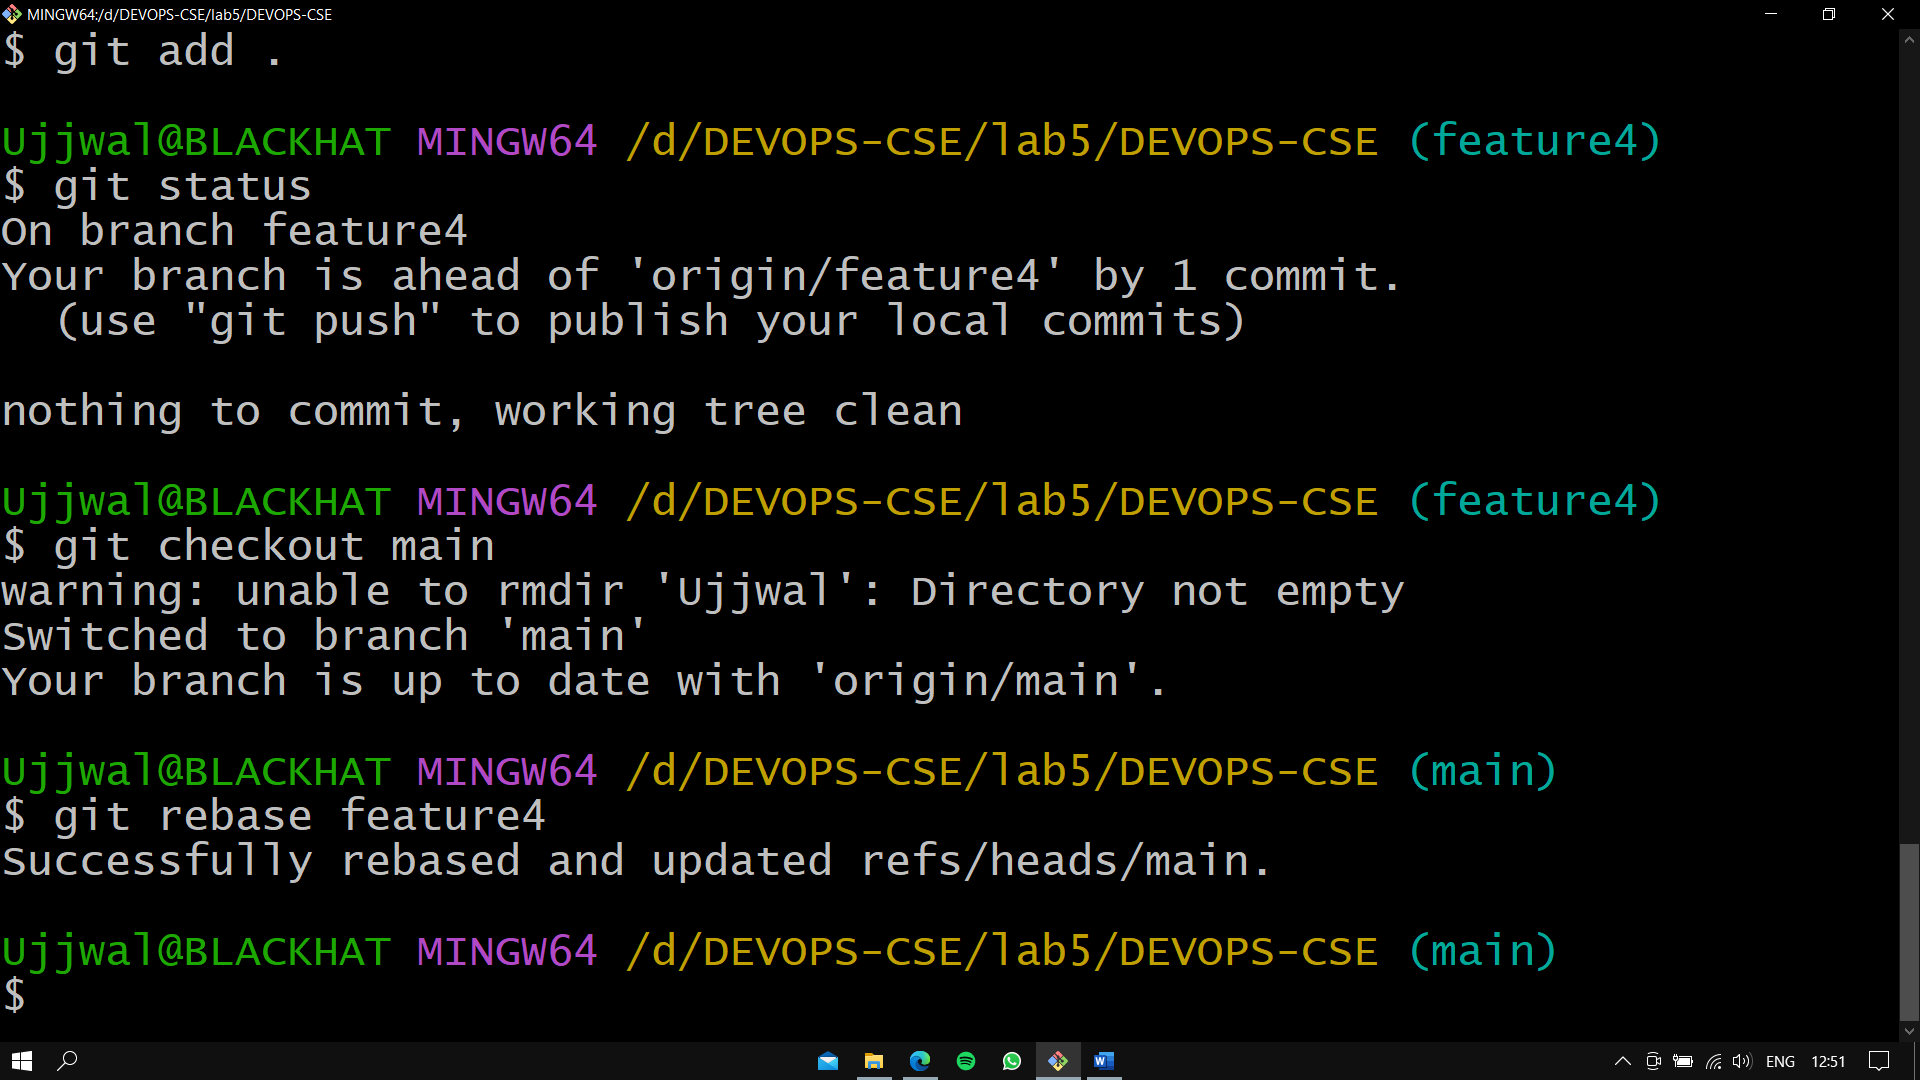 MINGW64:/d/DEVOPS-CSE/lab5/DEVOPS-CSE
$ git add .
Ujjwal@BLACKHAT MINGW64 /d/DEVOPS-CSE/lab5/DEVOPS-CSE (feature4)
$ git status
On branch feature4
Your branch is ahead of 'origin/feature4' by 1 commit.
  (use "git push" to publish your local commits)
nothing to commit, working tree clean
Ujjwal@BLACKHAT MINGW64 /d/DEVOPS-CSE/lab5/DEVOPS-CSE (feature4)
$ git checkout main
warning: unable to rmdir 'Ujjwal': Directory not empty
Switched to branch 'main'
Your branch is up to date with 'origin/main'.
Ujjwal@BLACKHAT MINGW64 /d/DEVOPS-CSE/lab5/DEVOPS-CSE (main)
$ git rebase feature4
Successfully rebased and updated refs/heads/main.
Ujjwal@BLACKHAT MINGW64 /d/DEVOPS-CSE/lab5/DEVOPS-CSE (main)
$
ENG 12:51